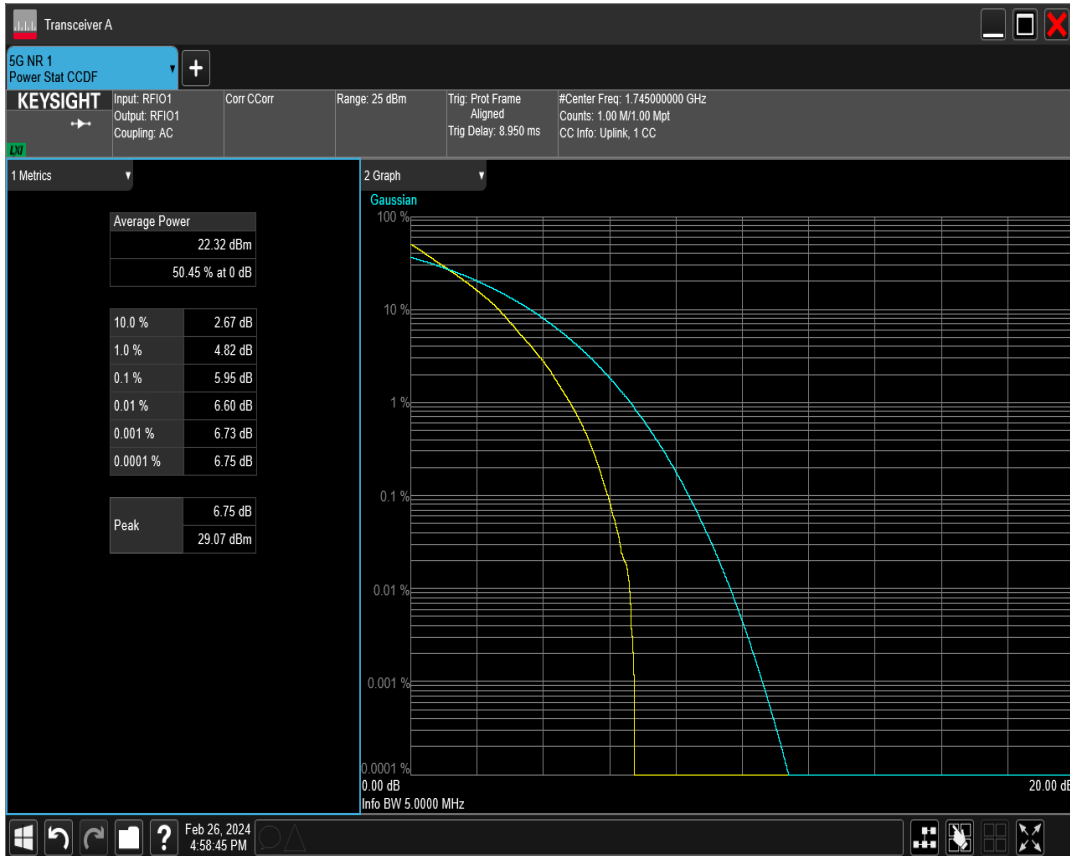 Transceiver A
5G NR 1
Power Stat CCDF
KEYSIGHT
LXI
Input: RFIO1
Output: RFIO1
Coupling: AC
Corr CCorr
Range: 25 dBm
Trig: Prot Frame
Aligned
Trig Delay: 8.950 ms
#Center Freq: 1.745000000 GHz
Counts: 1.00 M/1.00 Mpt
CC Info: Uplink, 1 CC
1 Metrics
Average Power
22.32 dBm
50.45 % at 0 dB
10.0 % 2.67 dB
1.0 % 4.82 dB
0.1 % 5.95 dB
0.01 % 6.60 dB
0.001 % 6.73 dB
0.0001 % 6.75 dB
Peak
6.75 dB
29.07 dBm
2 Graph
Gaussian
100 %
10 %
1 %
0.1 %
0.01 %
0.001 %
0.0001 %
0.00 dB 20.00 dB
Info BW 5.0000 MHz
?
Feb 26, 2024
4:58:45 PM